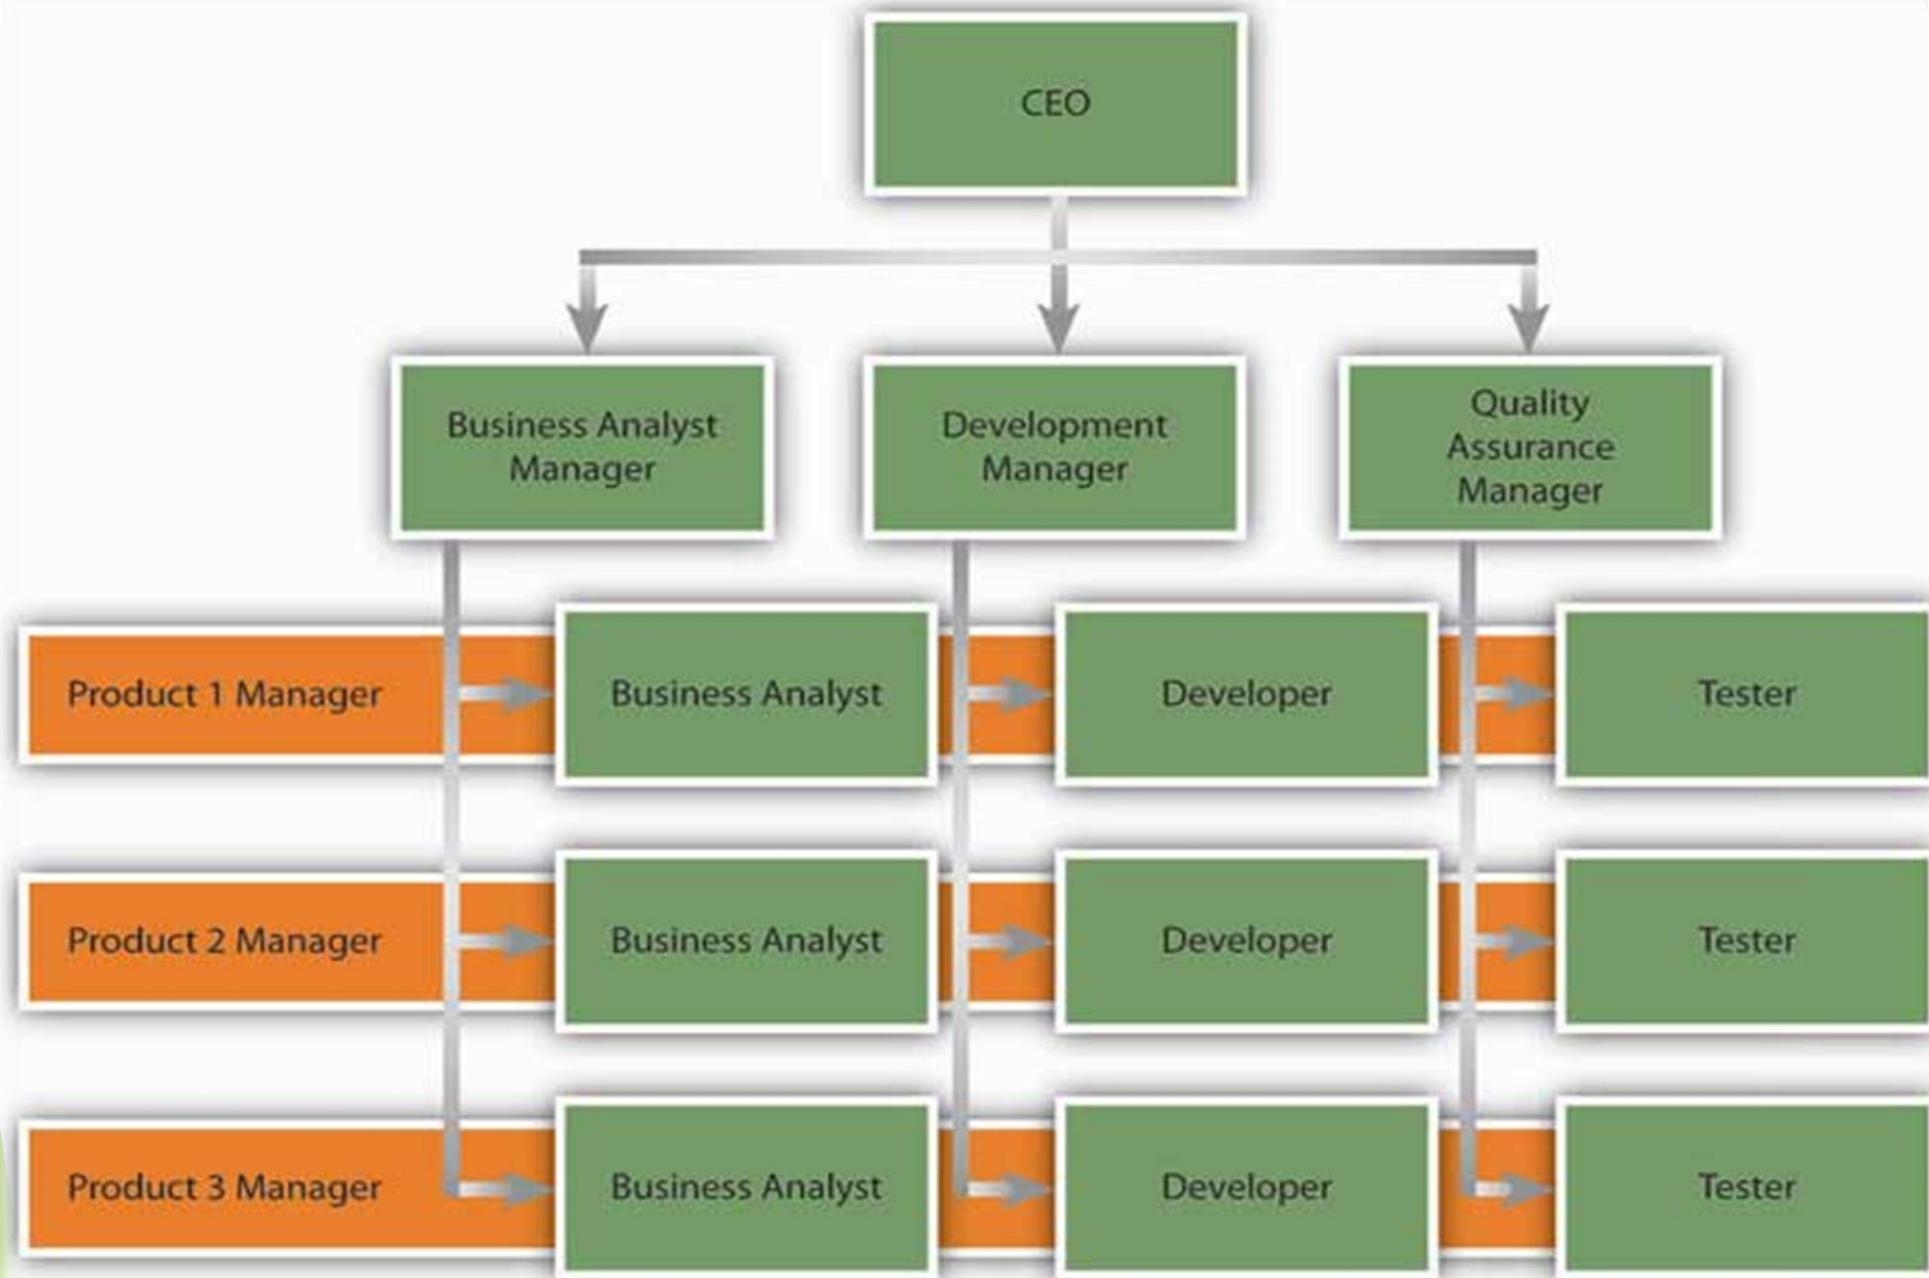 CEO
Business Analyst
Manager
Development
Manager
Quality
Assurance
Manager
Product 1 Manager
Business Analyst
Developer
Tester
Product 2 Manager
Business Analyst
Developer
Tester
Product 3 Manager
Business Analyst
Developer
Tester